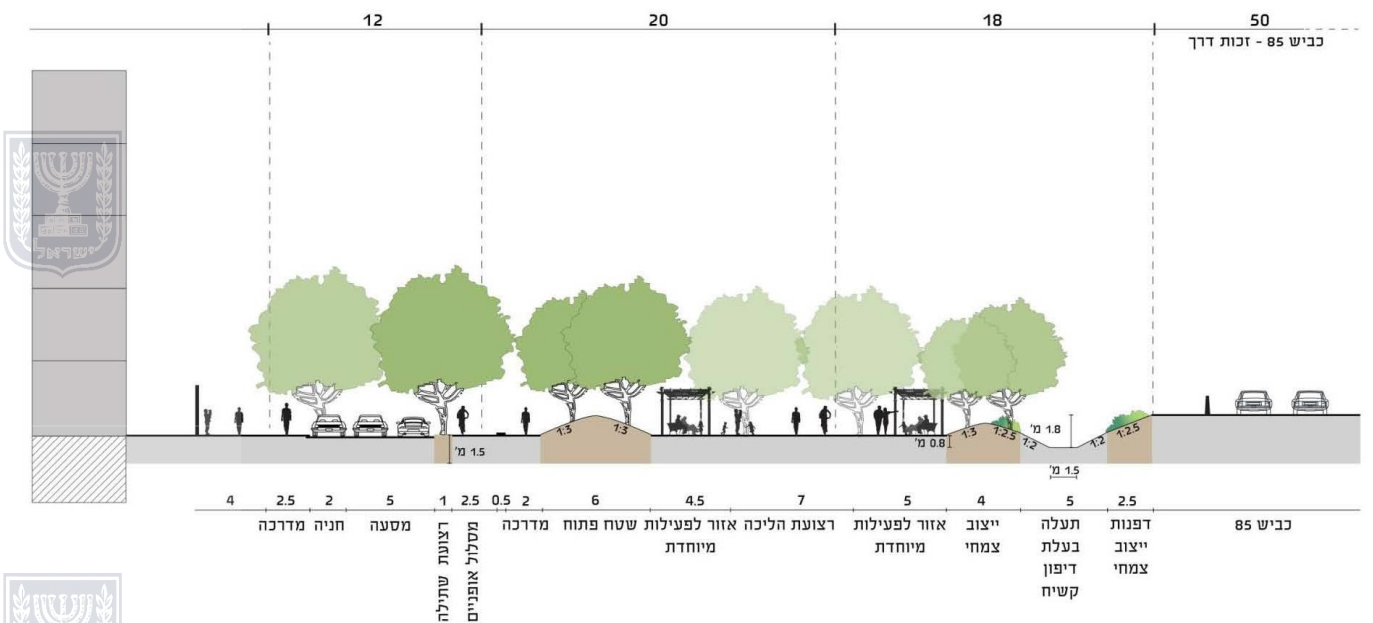 12
20
18
50
כביש 85 - זכות דרך
ישראל
1:3
1:3
1.5 מ'
0.8 מ'
1:3
1:2.5
1:2
1.8 מ'
1:2
1:2.5
1.5 מ'
4
2.5
2
5
1
2.5
0.5
2
6
4.5
7
5
4
5
2.5
מדרכה
חניה
מסעה
רצועת שתילה
מסלול אופניים
מדרכה
שטח פתוח
אזור לפעילות
מיוחדת
רצועת הליכה
אזור לפעילות
מיוחדת
ייצוב
צמחי
תעלה
בעלת
דיפון
קשיח
דפנות
ייצוב
צמחי
כביש 85